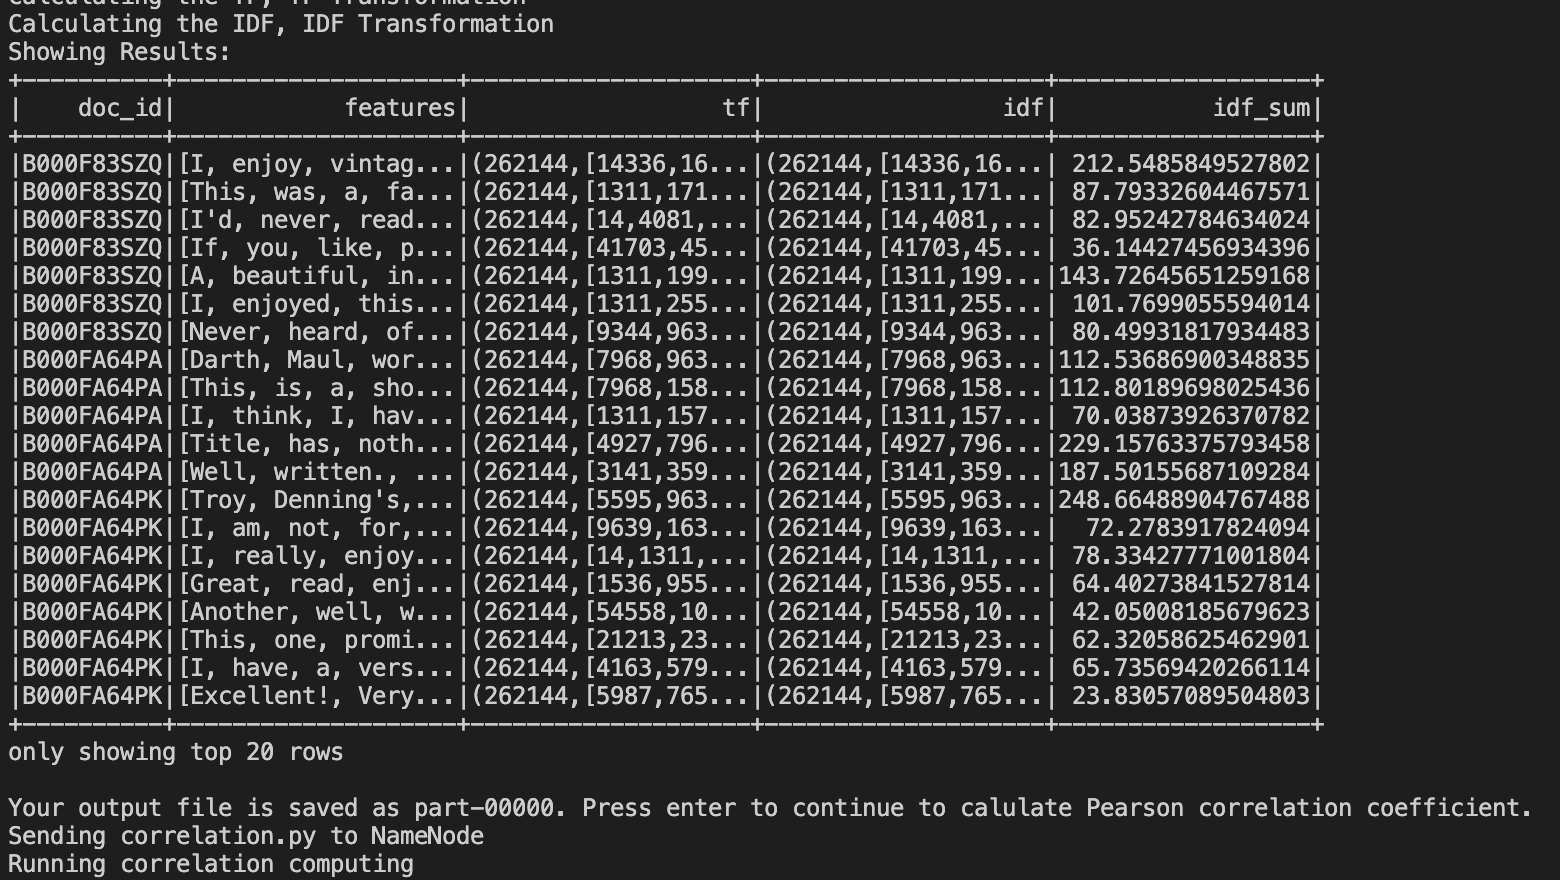 Calculating the TF, TF Transformation
Calculating the IDF, IDF Transformation
Showing Results:
+----------+--------------------+--------------------+--------------------+------------------+
|    doc_id|            features|                  tf|                 idf|           idf_sum|
+----------+--------------------+--------------------+--------------------+------------------+
|B000F83SZQ|[I, enjoy, vintag...|(262144,[14336,16...|(262144,[14336,16...| 212.5485849527802|
|B000F83SZQ|[This, was, a, fa...|(262144,[1311,171...|(262144,[1311,171...| 87.79332604467571|
|B000F83SZQ|[I'd, never, read...|(262144,[14,4081,...|(262144,[14,4081,...| 82.95242784634024|
|B000F83SZQ|[If, you, like, p...|(262144,[41703,45...|(262144,[41703,45...| 36.14427456934396|
|B000F83SZQ|[A, beautiful, in...|(262144,[1311,199...|(262144,[1311,199...|143.72645651259168|
|B000F83SZQ|[I, enjoyed, this...|(262144,[1311,255...|(262144,[1311,255...| 101.7699055594014|
|B000F83SZQ|[Never, heard, of...|(262144,[9344,963...|(262144,[9344,963...| 80.49931817934483|
|B000FA64PA|[Darth, Maul, wor...|(262144,[7968,963...|(262144,[7968,963...|112.53686900348835|
|B000FA64PA|[This, is, a, sho...|(262144,[7968,158...|(262144,[7968,158...|112.80189698025436|
|B000FA64PA|[I, think, I, hav...|(262144,[1311,157...|(262144,[1311,157...| 70.03873926370782|
|B000FA64PA|[Title, has, noth...|(262144,[4927,796...|(262144,[4927,796...|229.15763375793458|
|B000FA64PA|[Well, written., ...|(262144,[3141,359...|(262144,[3141,359...|187.50155687109284|
|B000FA64PK|[Troy, Denning's,...|(262144,[5595,963...|(262144,[5595,963...|248.66488904767488|
|B000FA64PK|[I, am, not, for,...|(262144,[9639,163...|(262144,[9639,163...|  72.2783917824094|
|B000FA64PK|[I, really, enjoy...|(262144,[14,1311,...|(262144,[14,1311,...| 78.33427771001804|
|B000FA64PK|[Great, read, enj...|(262144,[1536,955...|(262144,[1536,955...| 64.40273841527814|
|B000FA64PK|[Another, well, w...|(262144,[54558,10...|(262144,[54558,10...| 42.05008185679623|
|B000FA64PK|[This, one, promi...|(262144,[21213,23...|(262144,[21213,23...| 62.32058625462901|
|B000FA64PK|[I, have, a, vers...|(262144,[4163,579...|(262144,[4163,579...| 65.73569420266114|
|B000FA64PK|[Excellent!, Very...|(262144,[5987,765...|(262144,[5987,765...| 23.83057089504803|
+----------+--------------------+--------------------+--------------------+------------------+
only showing top 20 rows
Your output file is saved as part-00000. Press enter to continue to calulate Pearson correlation coefficient.
Sending correlation.py to NameNode
Running correlation computing